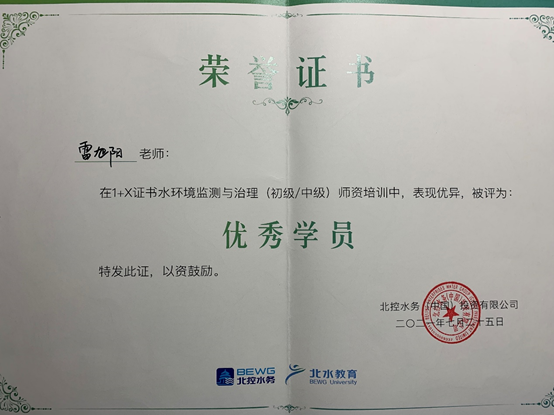 荣誉证书
雷旭阳 老师：
在1+X证书水环境监测与治理（初级/中级）师资培训中，表现优异，被评为：
优秀学员
特发此证，以资鼓励。
北控水务（中国）投资有限公司
二〇二一年七月二十五日
BEWG 北水教育
北控水务 BEWG University